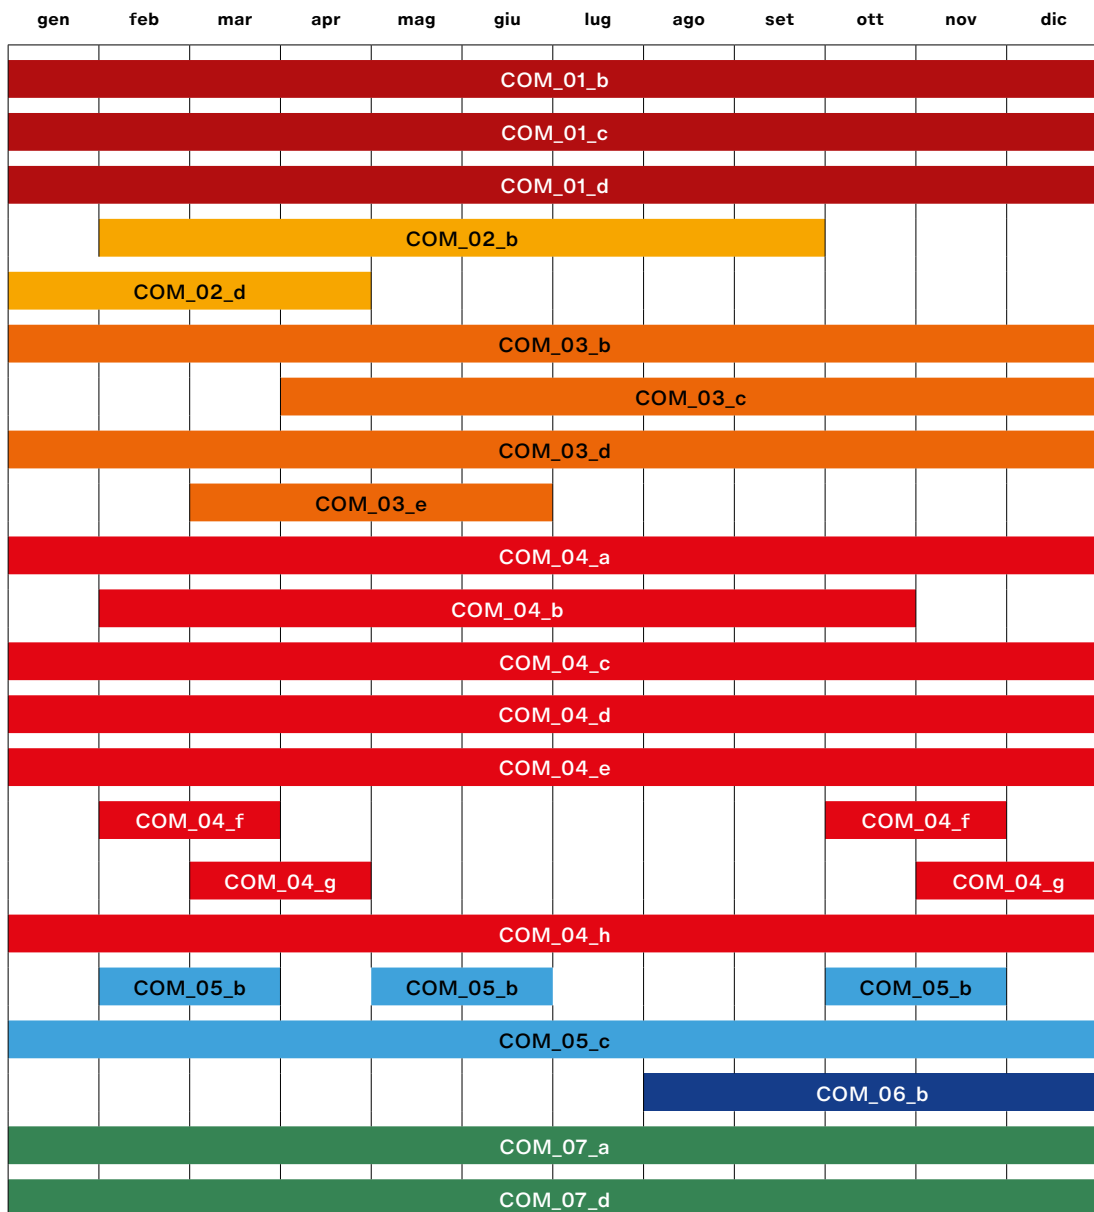 gen feb mar apr mag giu lug ago set ott nov dic
COM_01_b
COM_01_c
COM_01_d
COM_02_b
COM_02_d
COM_03_b
COM_03_c
COM_03_d
COM_03_e
COM_04_a
COM_04_b
COM_04_c
COM_04_d
COM_04_e
COM_04_f COM_04_f
COM_04_g COM_04_g
COM_04_h
COM_05_b COM_05_b COM_05_b
COM_05_c
COM_06_b
COM_07_a
COM_07_d